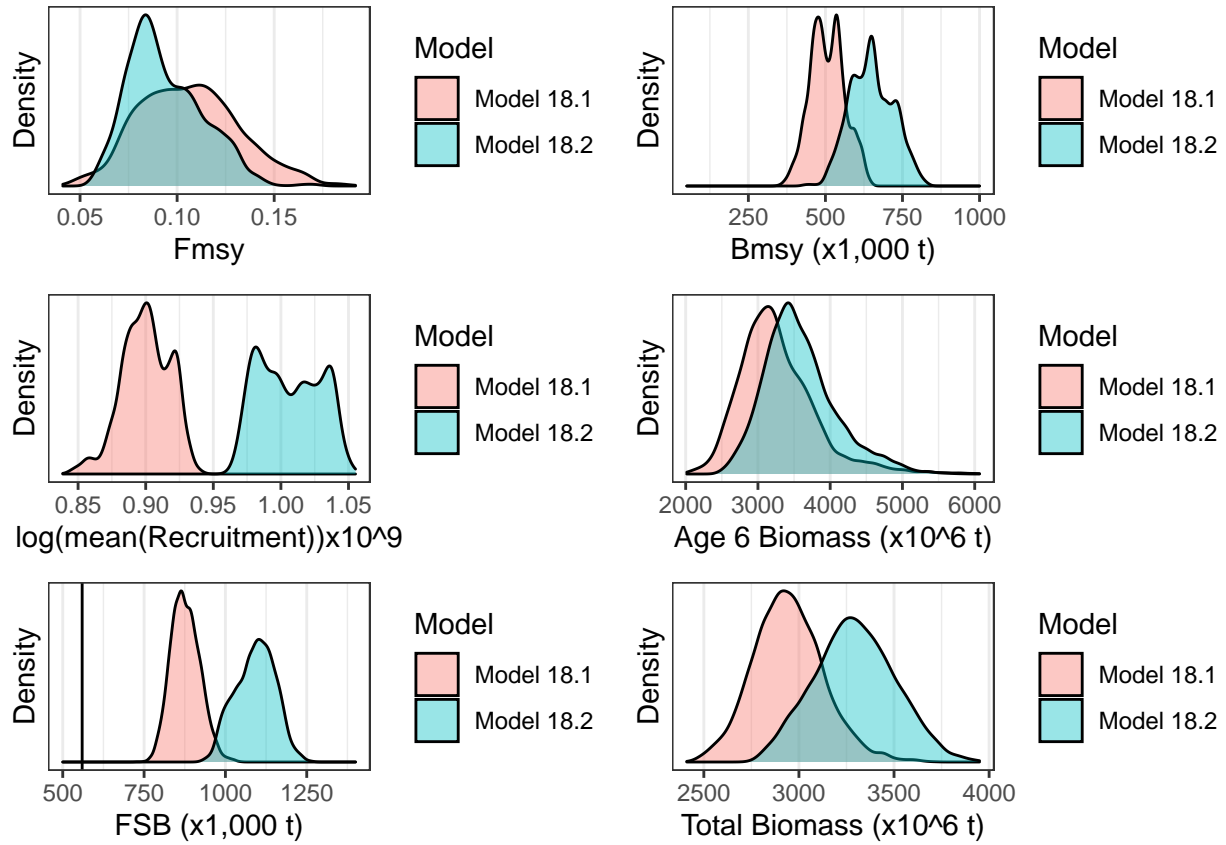 Density
0.05 0.10 0.15
Fmsy
Model
Model 18.1
Model 18.2
Density
250 500 750 1000
Bmsy (x1,000 t)
Model
Model 18.1
Model 18.2
Density
0.85 0.90 0.95 1.00 1.05
log(mean(Recruitment))x10^9
Model
Model 18.1
Model 18.2
Density
2000 3000 4000 5000 6000
Age 6 Biomass (x10^6 t)
Model
Model 18.1
Model 18.2
Density
500 750 1000 1250
FSB (x1,000 t)
Model
Model 18.1
Model 18.2
Density
2500 3000 3500 4000
Total Biomass (x10^6 t)
Model
Model 18.1
Model 18.2